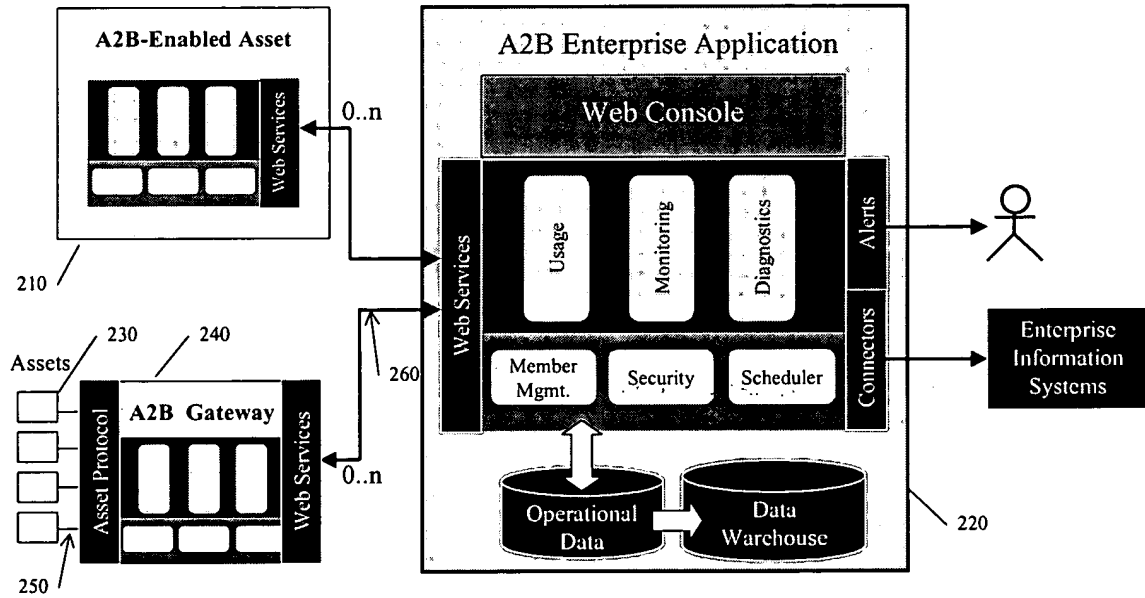 A2B-Enabled Asset
Web Services
0..n
210
A2B Enterprise Application
Web Console
Web Services
Usage
Monitoring
Diagnostics
Alerts
Connectors
Member
Mgmt.
Security
Scheduler
Enterprise
Information
Systems
230
240
Assets
260
Asset Protocol
A2B Gateway
Web Services
0..n
250
Operational
Data
Data
Warehouse
220